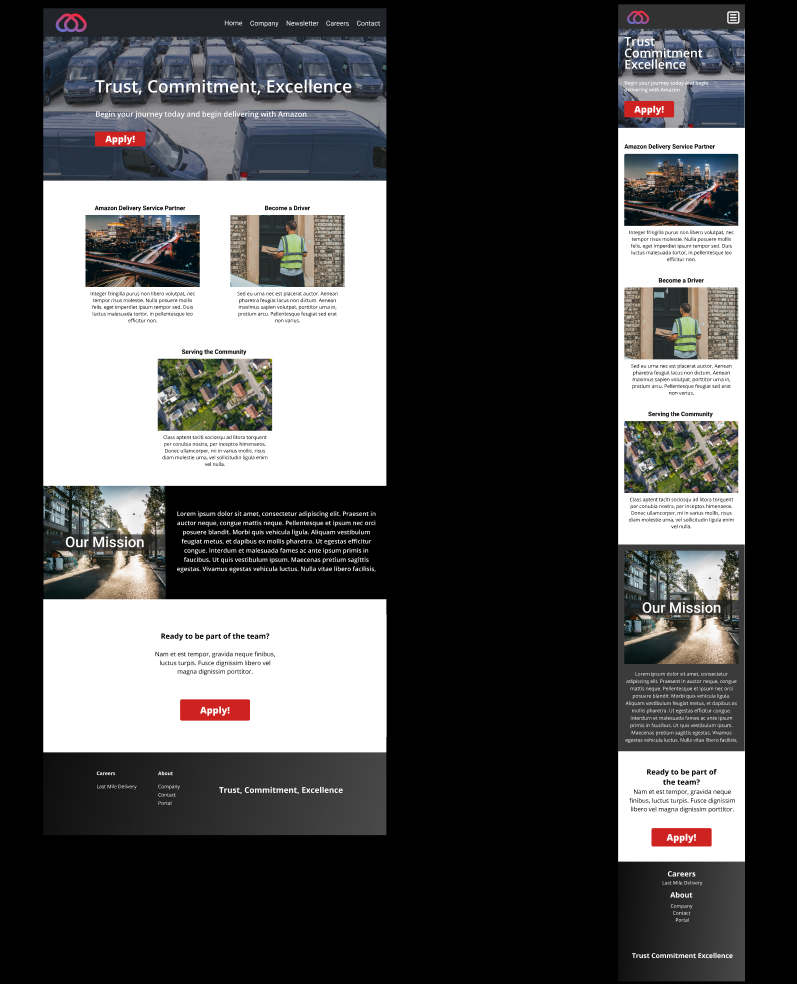 Home Company Newsletter Careers Contact
Trust, Commitment, Excellence
Begin your journey today and begin delivering with Amazon
Apply!
Amazon Delivery Service Partner
Integer fringilla purus non libero volutpat, nec
tempor risus molestie. Nulla posuere mollis
felis, eget imperdiet ipsum tempor sed. Duis
luctus malesuada tortor, in pellentesque leo
efficitur non.
Become a Driver
Sed eu urna nec est placerat auctor. Aenean
pharetra feugiat lacus non dictum. Aenean
maximus sapien volutpat, porttitor urna in,
pretium arcu. Pellentesque feugiat dapibus
non varius.
Serving the Community
Class aptent taciti sociosqu ad litora torquent
per conubia nostra, per inceptos himenaeos.
Donec ullamcorper, mi in varius mollis, risus
diam molestie urna, vel sollicitudin ligula enim
vel nulla.
Our Mission
Lorem ipsum dolor sit amet, consectetur adipiscing elit. Praesent in
auctor neque, congue mattis neque. Pellentesque et ipsum nec orci
posuere blandit. Morbi quis vehicula ligula. Aliquam vestibulum
feugiat metus, et dapibus ex mollis pharetra. Ut egestas efficitur
congue. Interdum et malesuada fames ac ante ipsum primis in
faucibus. Ut quis vestibulum ipsum. Maecenas pretium sagittis
egestas. Vivamus egestas vehicula luctus. Nulla vitae libero facilisis,
Ready to be part of the team?
Nam et est tempor, gravida neque finibus,
luctus turpis. Fusce dignissim libero vel
magna dignissim porttitor.
Apply!
Careers
Last Mile Delivery
About
Company
Contact
Portal
Trust, Commitment, Excellence
Trust
Commitment
Excellence
Begin your journey today and begin
delivering with Amazon
Apply!
Amazon Delivery Service Partner
Integer fringilla purus non libero volutpat, nec
tempor risus molestie. Nulla posuere mollis
felis, eget imperdiet ipsum tempor sed. Duis
luctus malesuada tortor, in pellentesque leo
efficitur non.
Become a Driver
Sed eu urna nec est placerat auctor. Aenean
pharetra feugiat lacus non dictum. Aenean
maximus sapien volutpat, porttitor urna in,
pretium arcu. Pellentesque feugiat dapibus
non varius.
Serving the Community
Class aptent taciti sociosqu ad litora torquent
per conubia nostra, per inceptos himenaeos.
Donec ullamcorper, mi in varius mollis, risus
diam molestie urna, vel sollicitudin ligula enim
vel nulla.
Our Mission
Lorem ipsum dolor sit amet, consectetur
adipiscing elit. Praesent in auctor neque, congue
mattis neque. Pellentesque et ipsum nec orci
posuere blandit. Morbi quis vehicula ligula.
Aliquam vestibulum feugiat metus, et dapibus ex
mollis pharetra. Ut egestas efficitur congue.
Interdum et malesuada fames ac ante ipsum
primis in faucibus. Ut quis vestibulum ipsum.
Maecenas pretium sagittis egestas. Vivamus
egestas vehicula luctus. Nulla vitae libero facilisis,
Ready to be part of
the team?
Nam et est tempor, gravida neque
finibus, luctus turpis. Fusce dignissim
libero vel magna dignissim porttitor.
Apply!
Careers
Last Mile Delivery
About
Company
Contact
Portal
Trust Commitment Excellence